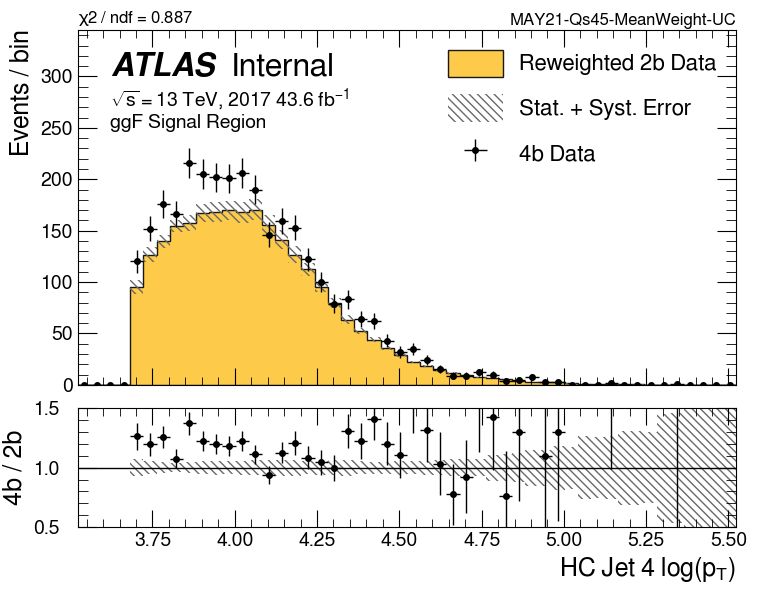 χ2 / ndf = 0.887
MAY21-Qs45-MeanWeight-UC
ATLAS Internal
√s = 13 TeV, 2017 43.6 fb⁻¹
ggF Signal Region
Reweighted 2b Data
Stat. + Syst. Error
4b Data
Events / bin
300
250
200
150
100
50
0
4b / 2b
1.5
1.0
0.5
3.75 4.00 4.25 4.50 4.75 5.00 5.25 5.50
HC Jet 4 log(p_T)